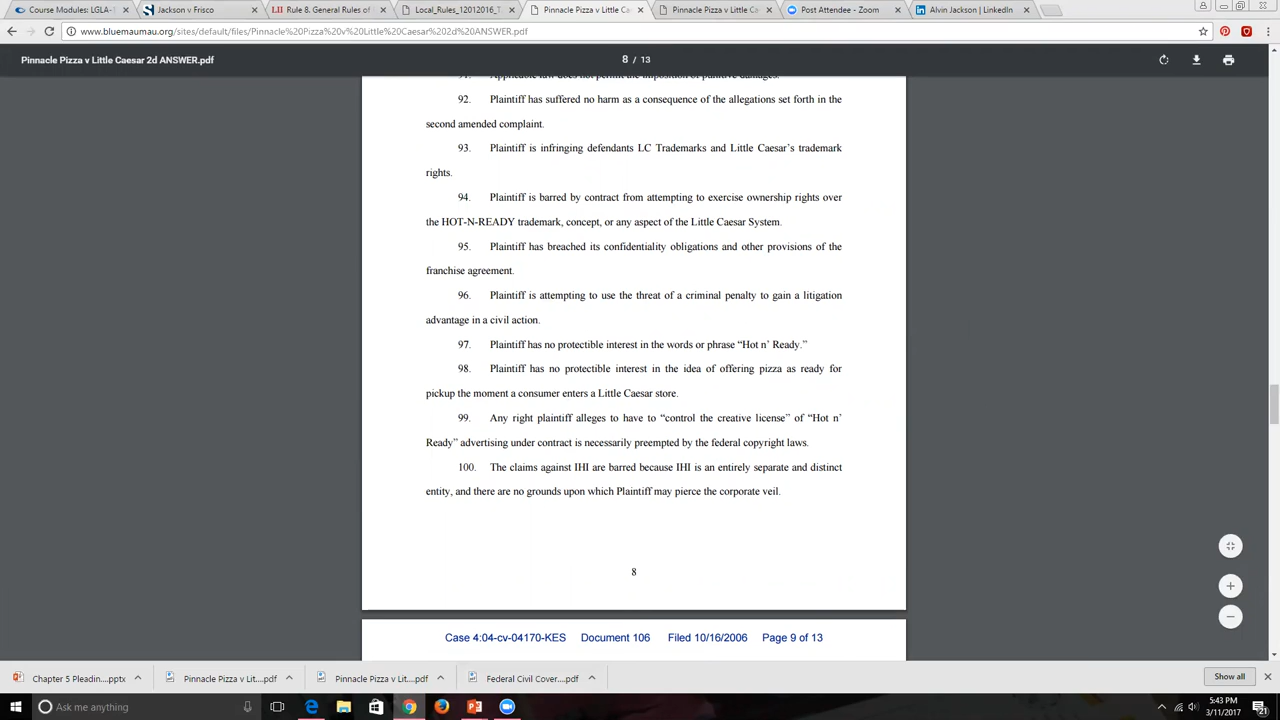 Course Modules: LGLA-1
Jackson v Frisco
LII Rule 8. General Rules of
Local_Rules_12012016_T
Pinnacle Pizza v Little Ca
Pinnacle Pizza v Little Ca
Post Attendee - Zoom
Alvin Jackson | LinkedIn
www.bluemaumau.org/sites/default/files/Pinnacle%20Pizza%20v%20Little%20Caesar%202d%20ANSWER.pdf
Pinnacle Pizza v Little Caesar 2d ANSWER.pdf
8 / 13
91. Applicable law does not permit the imposition of punitive damages.
92. Plaintiff has suffered no harm as a consequence of the allegations set forth in the
second amended complaint.
93. Plaintiff is infringing defendants LC Trademarks and Little Caesar's trademark
rights.
94. Plaintiff is barred by contract from attempting to exercise ownership rights over
the HOT-N-READY trademark, concept, or any aspect of the Little Caesar System.
95. Plaintiff has breached its confidentiality obligations and other provisions of the
franchise agreement.
96. Plaintiff is attempting to use the threat of a criminal penalty to gain a litigation
advantage in a civil action.
97. Plaintiff has no protectible interest in the words or phrase “Hot n’ Ready.”
98. Plaintiff has no protectible interest in the idea of offering pizza as ready for
pickup the moment a consumer enters a Little Caesar store.
99. Any right plaintiff alleges to have to “control the creative license” of “Hot n’
Ready” advertising under contract is necessarily preempted by the federal copyright laws.
100. The claims against IHI are barred because IHI is an entirely separate and distinct
entity, and there are no grounds upon which Plaintiff may pierce the corporate veil.
8
Case 4:04-cv-04170-KES Document 106 Filed 10/16/2006 Page 9 of 13
Chapter 5 Pleadin....pptx
Pinnacle Pizza v Lit....pdf
Pinnacle Pizza v Lit....pdf
Federal Civil Cover....pdf
Show all
Ask me anything
5:43 PM
3/11/2017